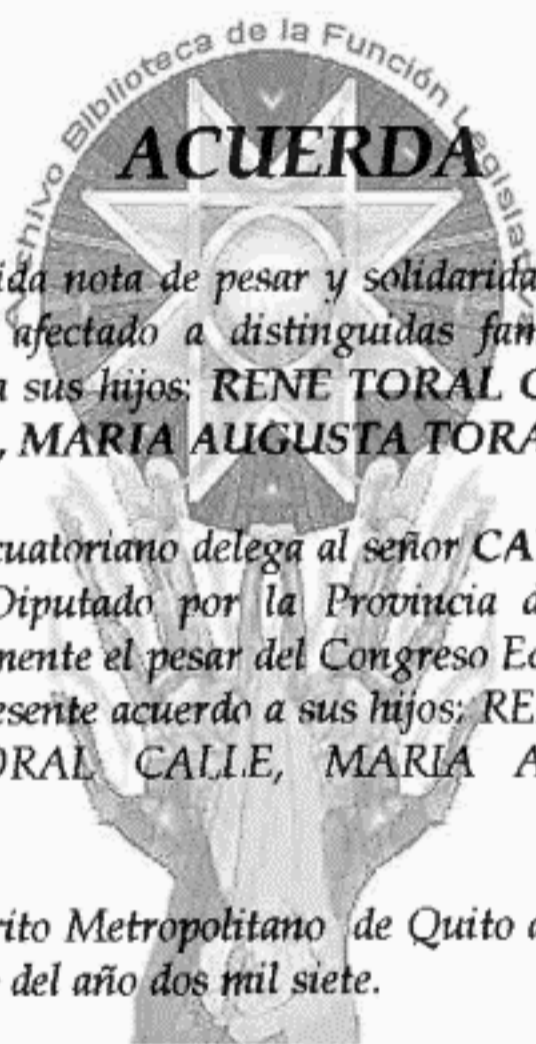 Archivo Biblioteca de la Función Legislativa
ACUERDA
ida nota de pesar y solidarida
afectado a distinguidas fam
a sus hijos: RENE TORAL C
, MARIA AUGUSTA TORA
cuatoriano delega al señor CA
Diputado por la Provincia d
mente el pesar del Congreso Ec
esente acuerdo a sus hijos: RE
ORAL CALLE, MARIA A
rito Metropolitano de Quito a
del año dos mil siete.